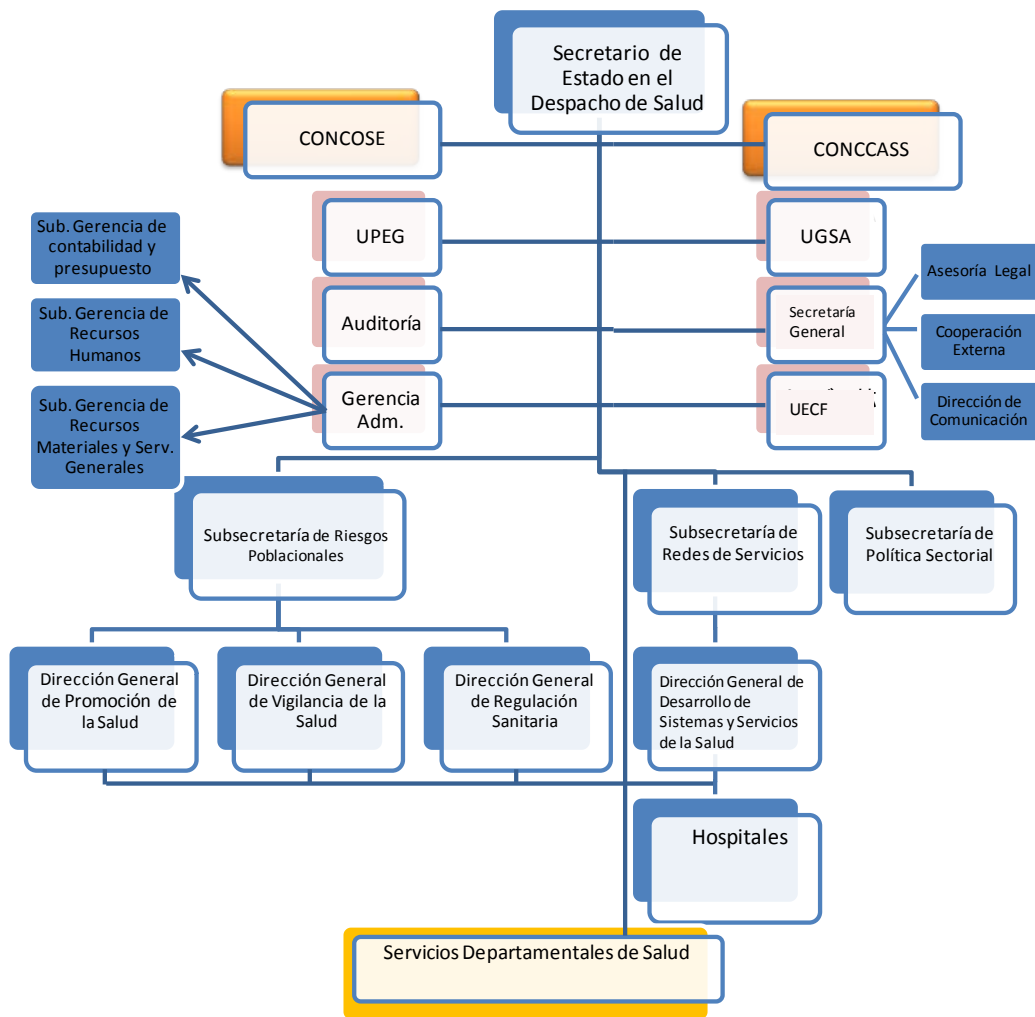 Secretario de
Estado en el
Despacho de Salud
CONCOSE
CONCCASS
Sub. Gerencia de
contabilidad y
presupuesto
UPEG
UGSA
Asesoría Legal
Sub. Gerencia de
Recursos
Humanos
Auditoría
Secretaría
General
Cooperación
Externa
Sub. Gerencia de
Recursos
Materiales y Serv.
Generales
Gerencia
Adm.
UECF
Dirección de
Comunicación
Subsecretaría de Riesgos
Poblacionales
Subsecretaría de
Redes de Servicios
Subsecretaría de
Política Sectorial
Dirección General
de Promoción de
la Salud
Dirección General
de Vigilancia de la
Salud
Dirección General
de Regulación
Sanitaria
Dirección General de
Desarrollo de
Sistemas y Servicios
de la Salud
Hospitales
Servicios Departamentales de Salud